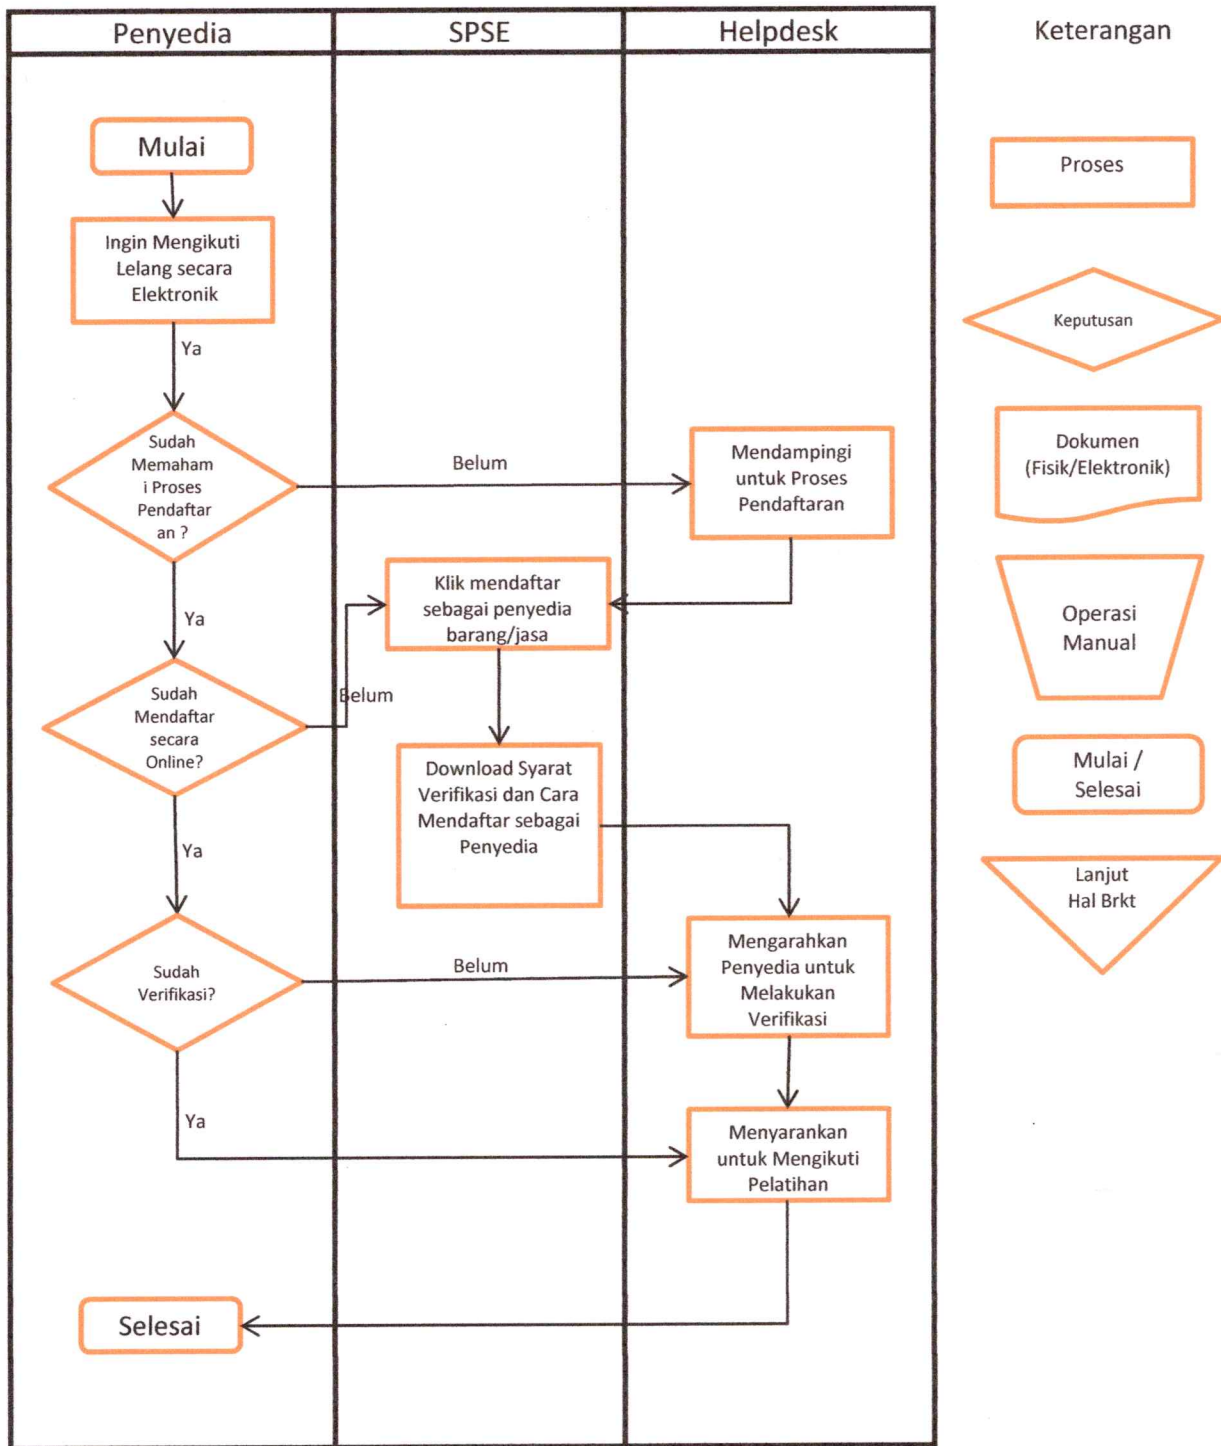 Penyedia
SPSE
Helpdesk
Keterangan
Mulai
Ingin Mengikuti
Lelang secara
Elektronik
Ya
Sudah
Memaham
i Proses
Pendaftar
an ?
Belum
Mendampingi
untuk Proses
Pendaftaran
Ya
Klik mendaftar
sebagai penyedia
barang/jasa
Sudah
Mendaftar
secara
Online?
Belum
Download Syarat
Verifikasi dan Cara
Mendaftar sebagai
Penyedia
Ya
Sudah
Verifikasi?
Belum
Mengarahkan
Penyedia untuk
Melakukan
Verifikasi
Ya
Menyarankan
untuk Mengikuti
Pelatihan
Selesai
Proses
Keputusan
Dokumen
(Fisik/Elektronik)
Operasi
Manual
Mulai /
Selesai
Lanjut
Hal Brkt